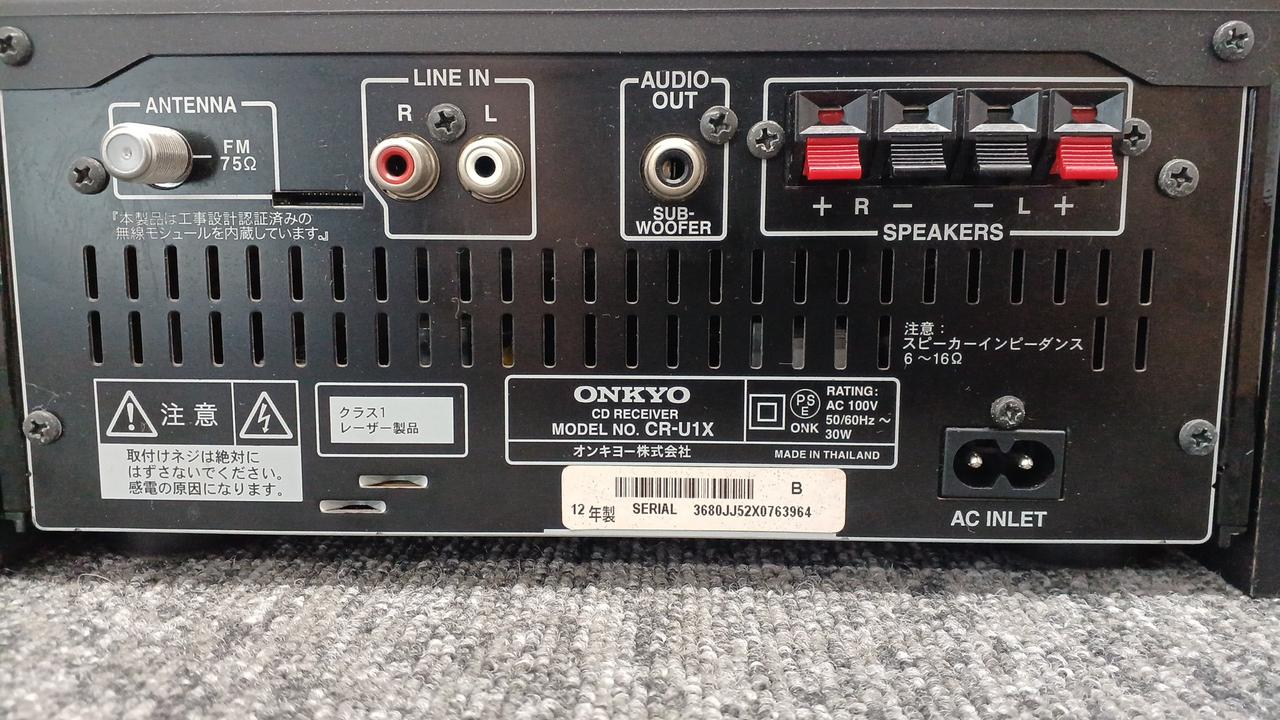 ANTENNA
FM
75Ω
『本製品は工事設計認証済みの
無線モジュールを内蔵しています。』
LINE IN
R L
AUDIO
OUT
SUB-
WOOFER
+ R − − L +
SPEAKERS
注意：
スピーカーインピーダンス
6～16Ω
注意
取付けネジは絶対に
はずさないでください。
感電の原因になります。
クラス1
レーザー製品
ONKYO
CD RECEIVER
MODEL NO. CR-U1X
オンキヨー株式会社
PS
E
ONK
RATING:
AC 100V
50/60Hz ～
30W
MADE IN THAILAND
B
12年製 SERIAL 3680JJ52X0763964
AC INLET